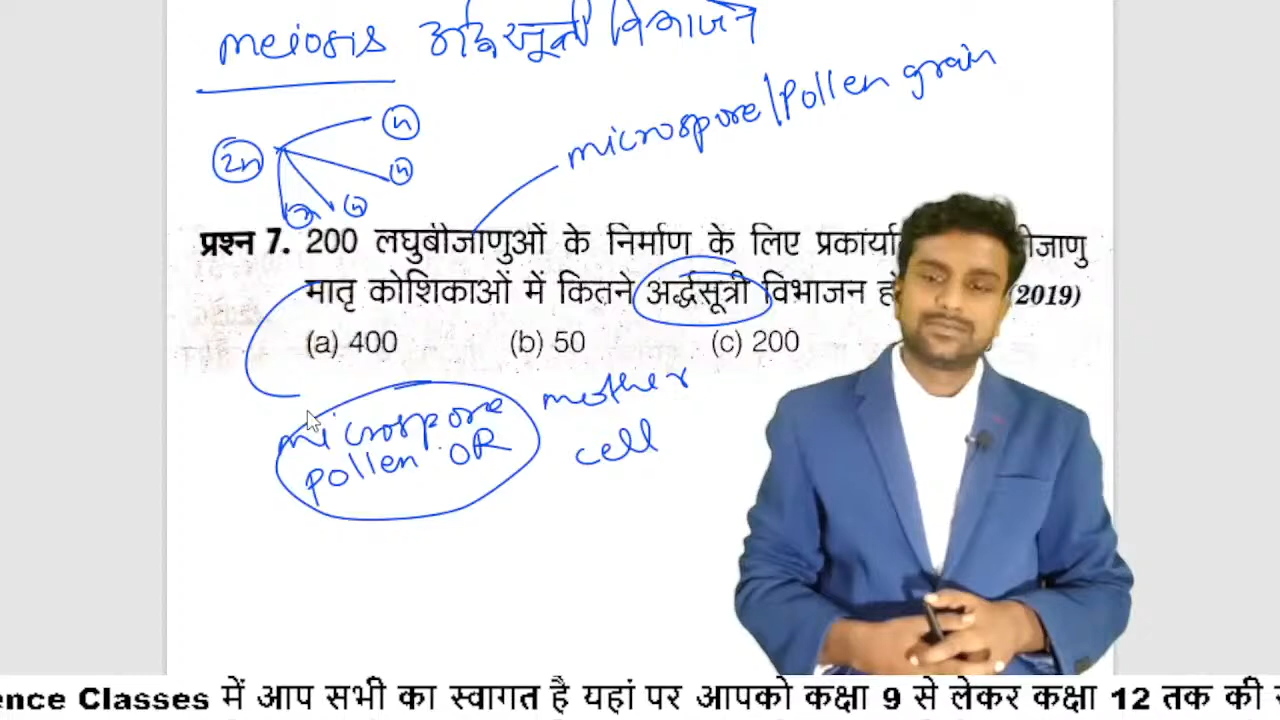 meiosis अर्द्धसूत्री विभाजन
microspore/Pollen grain
2n
n
n
n
n
प्रश्न 7. 200 लघुबीजाणुओं के निर्माण के लिए प्रकार्या बीजाणु
मातृ कोशिकाओं में कितने अर्द्धसूत्री विभाजन हो (2019)
(a) 400 (b) 50 (c) 200
microspore mother
pollen OR cell
ence Classes में आप सभी का स्वागत है यहां पर आपको कक्षा 9 से लेकर कक्षा 12 तक की